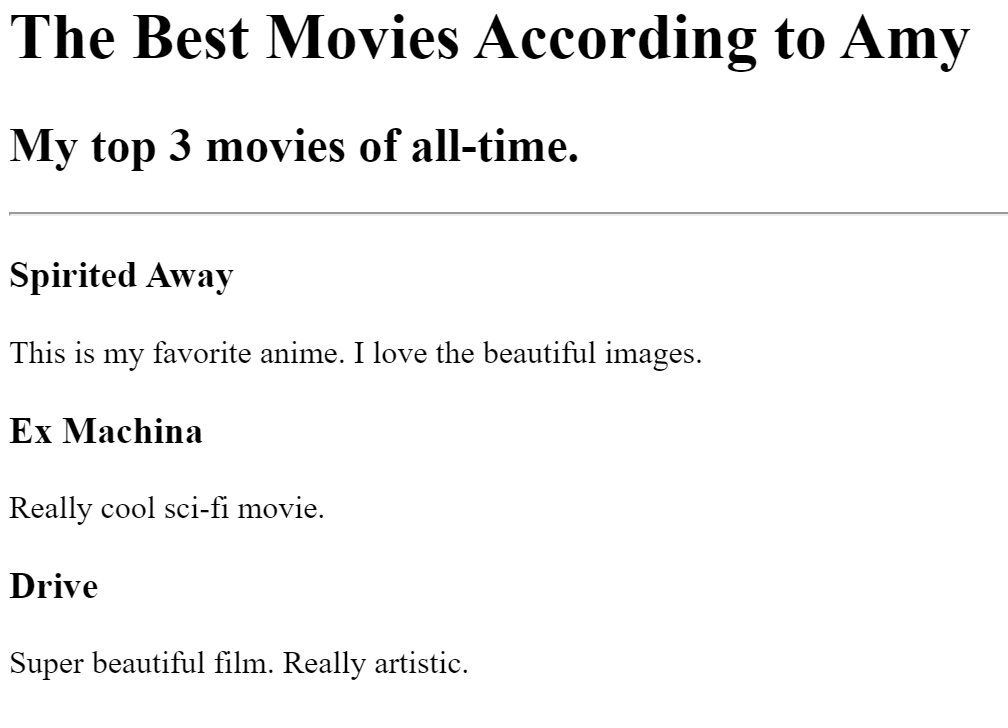 The Best Movies According to Amy
My top 3 movies of all-time.
Spirited Away
This is my favorite anime. I love the beautiful images.
Ex Machina
Really cool sci-fi movie.
Drive
Super beautiful film. Really artistic.